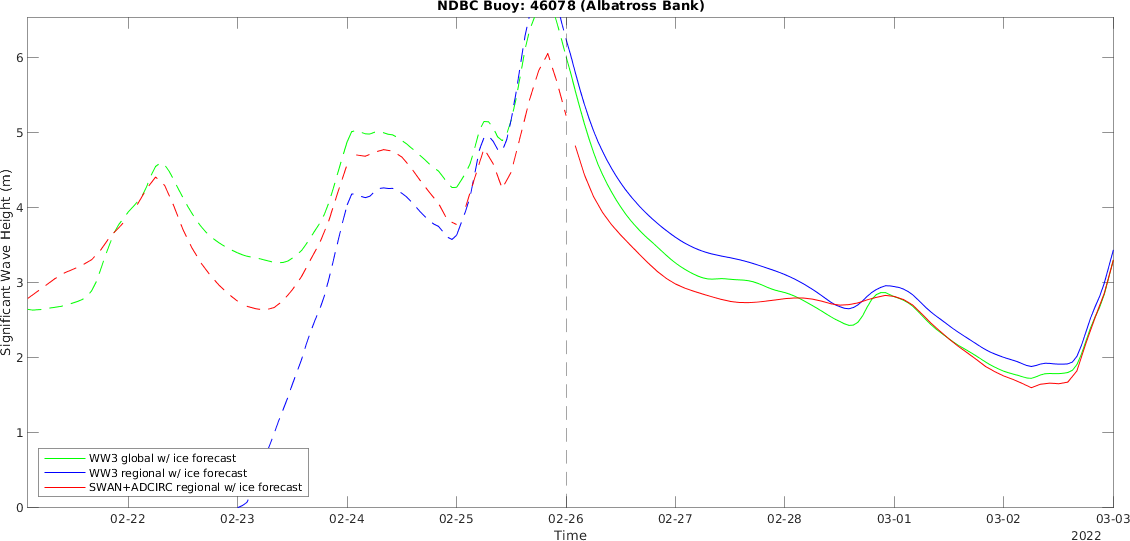 NDBC Buoy: 46078 (Albatross Bank)
Significant Wave Height (m)
6
5
4
3
2
1
0
WW3 global w/ ice forecast
WW3 regional w/ ice forecast
SWAN+ADCIRC regional w/ ice forecast
02-22 02-23 02-24 02-25 02-26 02-27 02-28 03-01 03-02 03-03
Time
2022